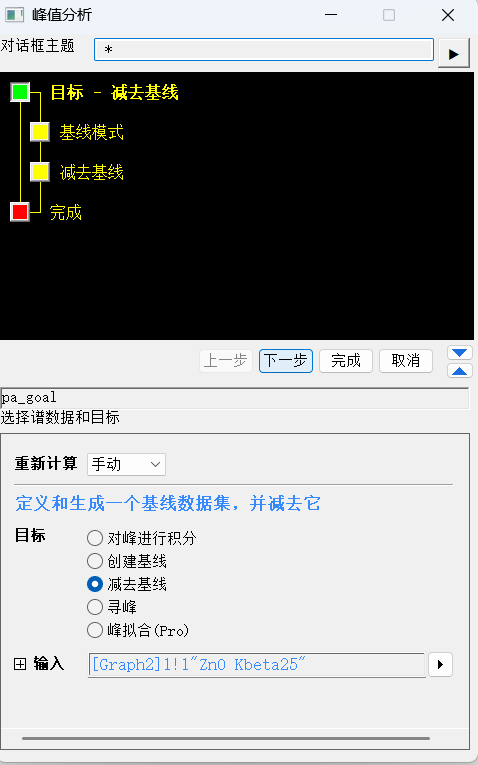 峰值分析
对话框主题 *
目标 - 减去基线
基线模式
减去基线
完成
上一步 下一步 完成 取消
pa_goal
选择谱数据和目标
重新计算 手动
定义和生成一个基线数据集，并减去它
目标 对峰进行积分
创建基线
减去基线
寻峰
峰拟合(Pro)
输入 [Graph2]1!1"ZnO Kbeta25"